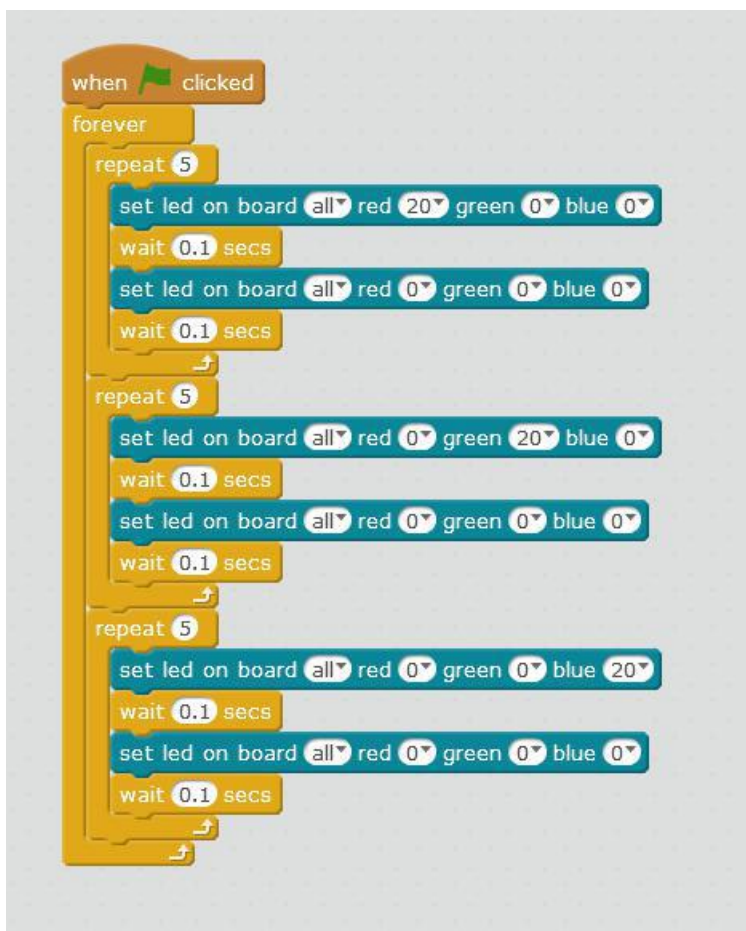 when clicked
forever
repeat 5
set led on board all red 20 green 0 blue 0
wait 0.1 secs
set led on board all red 0 green 0 blue 0
wait 0.1 secs
repeat 5
set led on board all red 0 green 20 blue 0
wait 0.1 secs
set led on board all red 0 green 0 blue 0
wait 0.1 secs
repeat 5
set led on board all red 0 green 0 blue 20
wait 0.1 secs
set led on board all red 0 green 0 blue 0
wait 0.1 secs